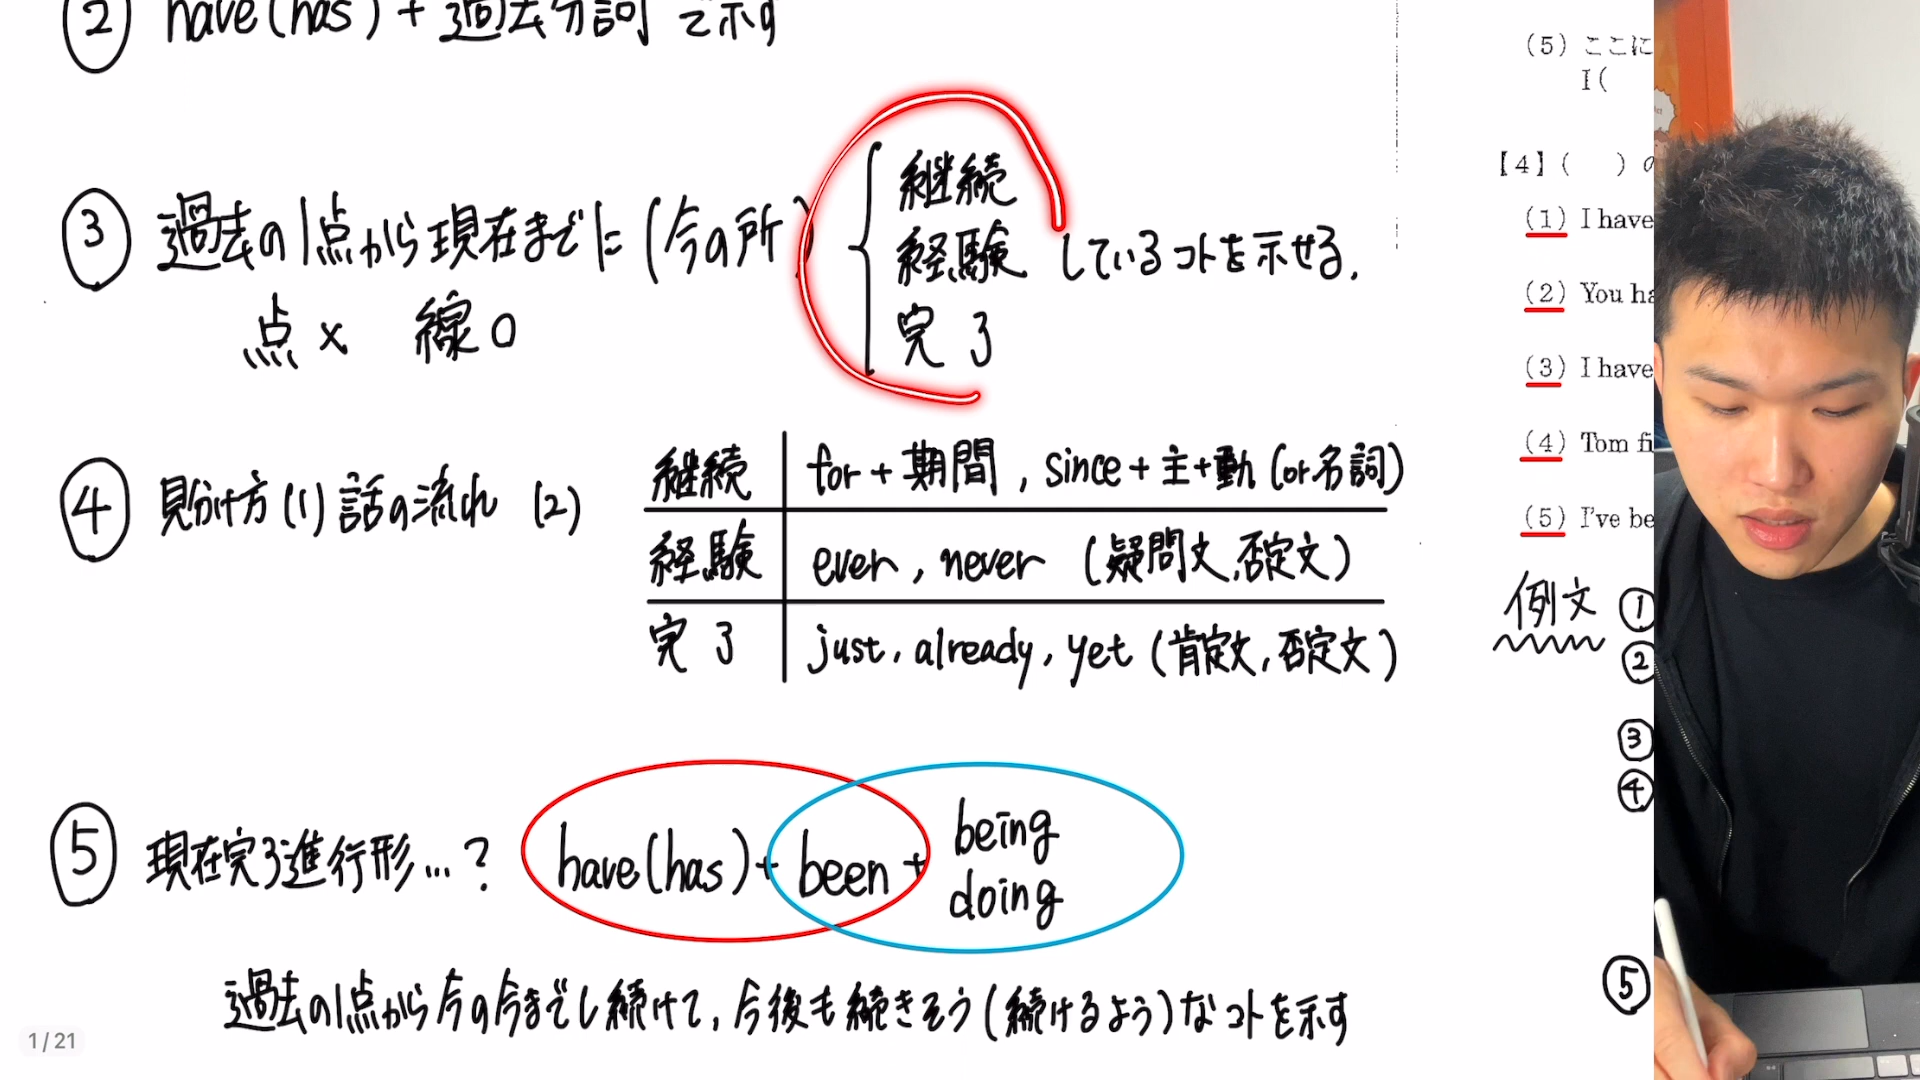 ② have(has) + 過去分詞 で示す
③ 過去の1点から現在までに(今の所)
継続
経験 しているコトを示せる.
完了
点× 線○
④ 見分け方 (1) 話の流れ (2)
継続 for + 期間, since + 主+動 (or名詞)
経験 ever, never (疑問文,否定文)
完了 just, already, yet (肯定文,否定文)
⑤ 現在完了進行形...? have(has)+ been +
being
doing
過去の1点から今の今までし続けて,今後も続きそう(続けるよう)なコトを示す
1 / 21
(5) ここに
I (
【4】( ) の
(1) I have
(2) You ha
(3) I have
(4) Tom fi
(5) I've be
例文 ①
②
③
④
⑤